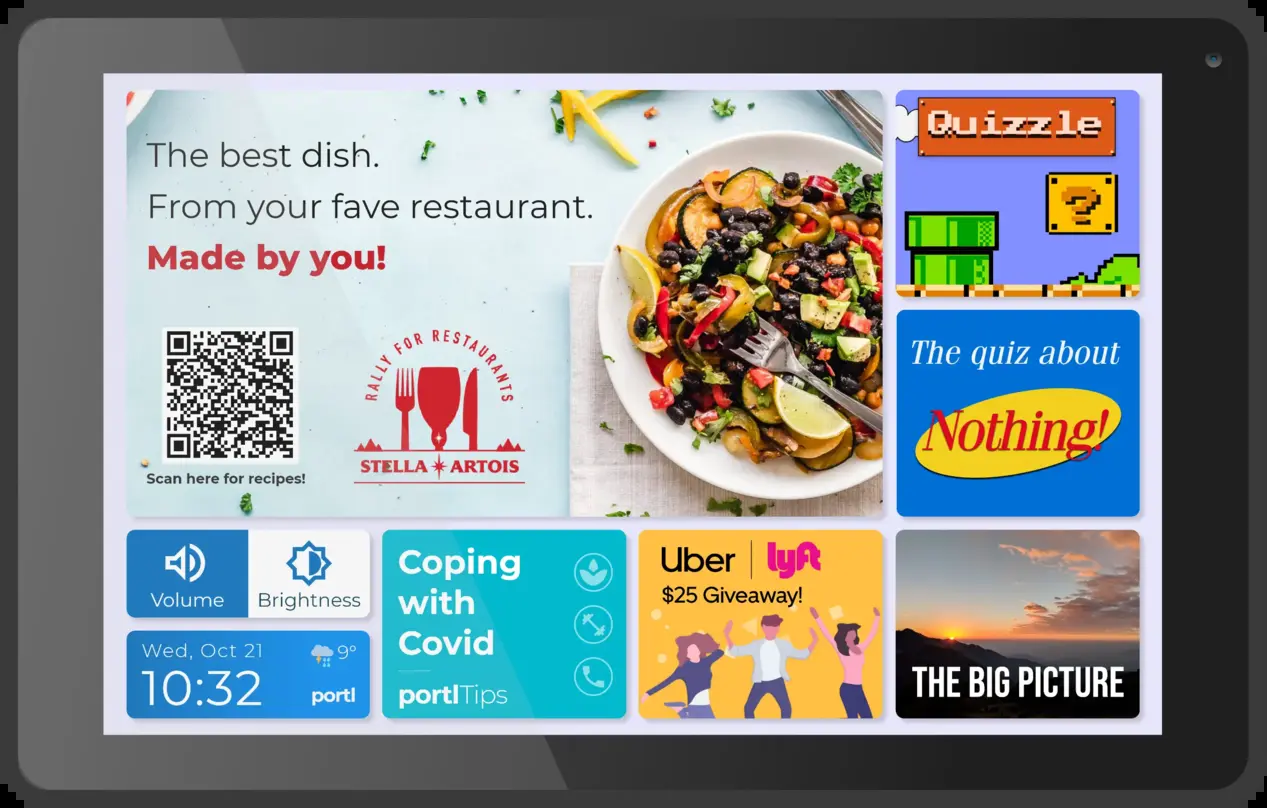 The best dish.
From your fave restaurant.
Made by you!
Scan here for recipes!
RALLY FOR RESTAURANTS
STELLA ARTOIS
Quizzle
?
The quiz about
Nothing!
Volume
Brightness
Wed, Oct 21
9°
10:32
portl
Coping
with
Covid
portlTips
Uber | lyft
$25 Giveaway!
THE BIG PICTURE